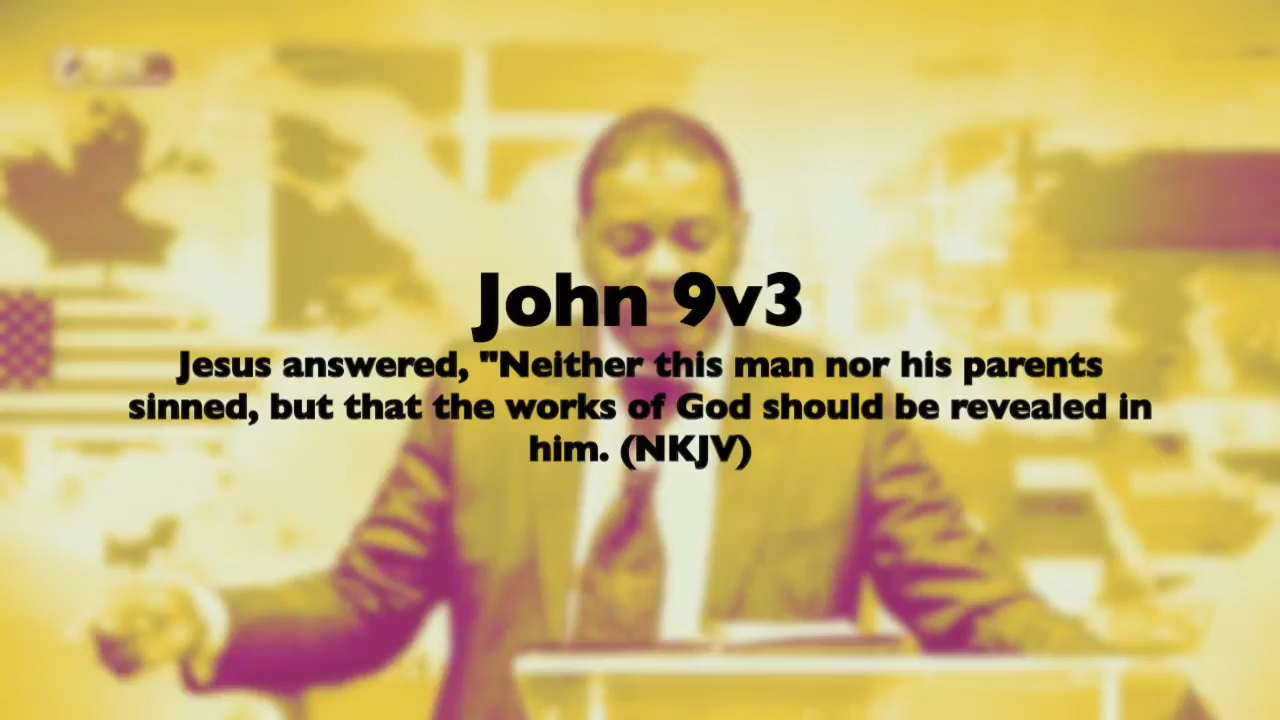 John 9v3
Jesus answered, "Neither this man nor his parents
sinned, but that the works of God should be revealed in
him. (NKJV)